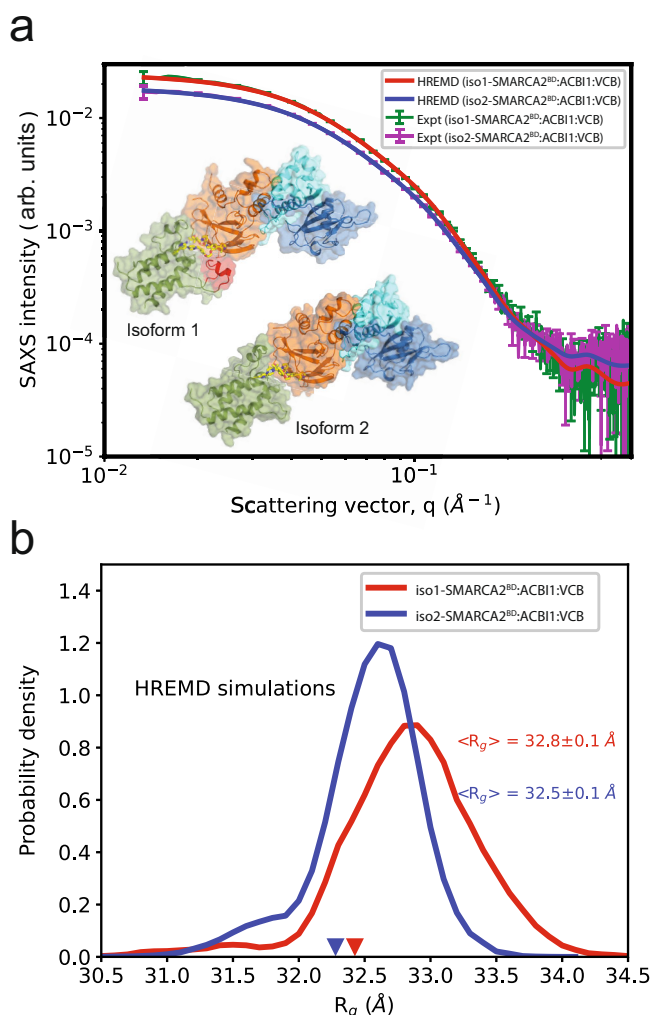 a
SAXS intensity (arb. units)
10⁻²
10⁻³
10⁻⁴
10⁻⁵
HREMD (iso1-SMARCA2ᴮᴰ:ACBI1:VCB)
HREMD (iso2-SMARCA2ᴮᴰ:ACBI1:VCB)
Expt (iso1-SMARCA2ᴮᴰ:ACBI1:VCB)
Expt (iso2-SMARCA2ᴮᴰ:ACBI1:VCB)
Isoform 1
Isoform 2
10⁻² 10⁻¹
Scattering vector, q (Å⁻¹)
b
Probability density
1.4
1.2
1.0
0.8
0.6
0.4
0.2
0.0
iso1-SMARCA2ᴮᴰ:ACBI1:VCB
iso2-SMARCA2ᴮᴰ:ACBI1:VCB
HREMD simulations
<R_g> = 32.8±0.1 Å
<R_g> = 32.5±0.1 Å
30.5 31.0 31.5 32.0 32.5 33.0 33.5 34.0 34.5
R_g (Å)